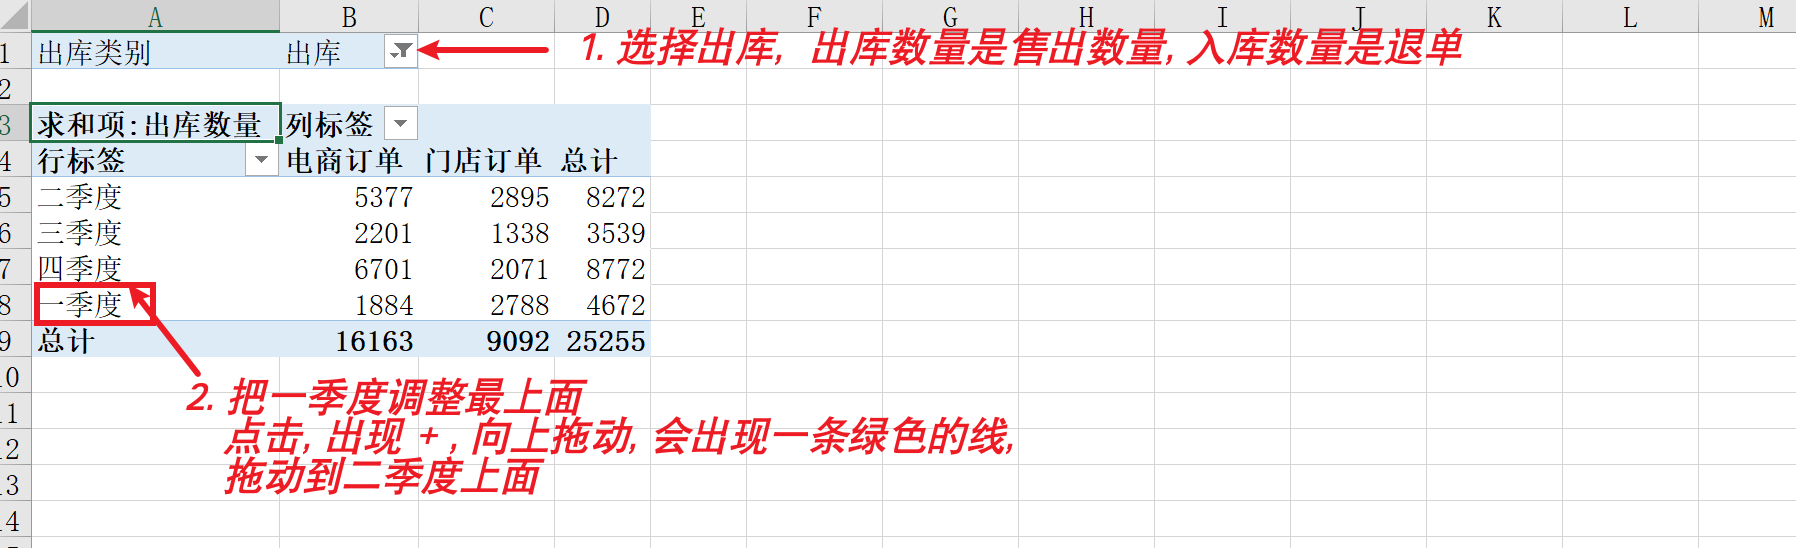 A B C D E F G H I J K L M
1 出库类别 出库
1. 选择出库, 出库数量是售出数量, 入库数量是退单
2
3 求和项:出库数量 列标签
4 行标签 电商订单 门店订单 总计
5 二季度 5377 2895 8272
6 三季度 2201 1338 3539
7 四季度 6701 2071 8772
8 一季度 1884 2788 4672
9 总计 16163 9092 25255
10
2. 把一季度调整最上面
11
点击, 出现 + , 向上拖动, 会出现一条绿色的线,
12
拖动到二季度上面
13
14